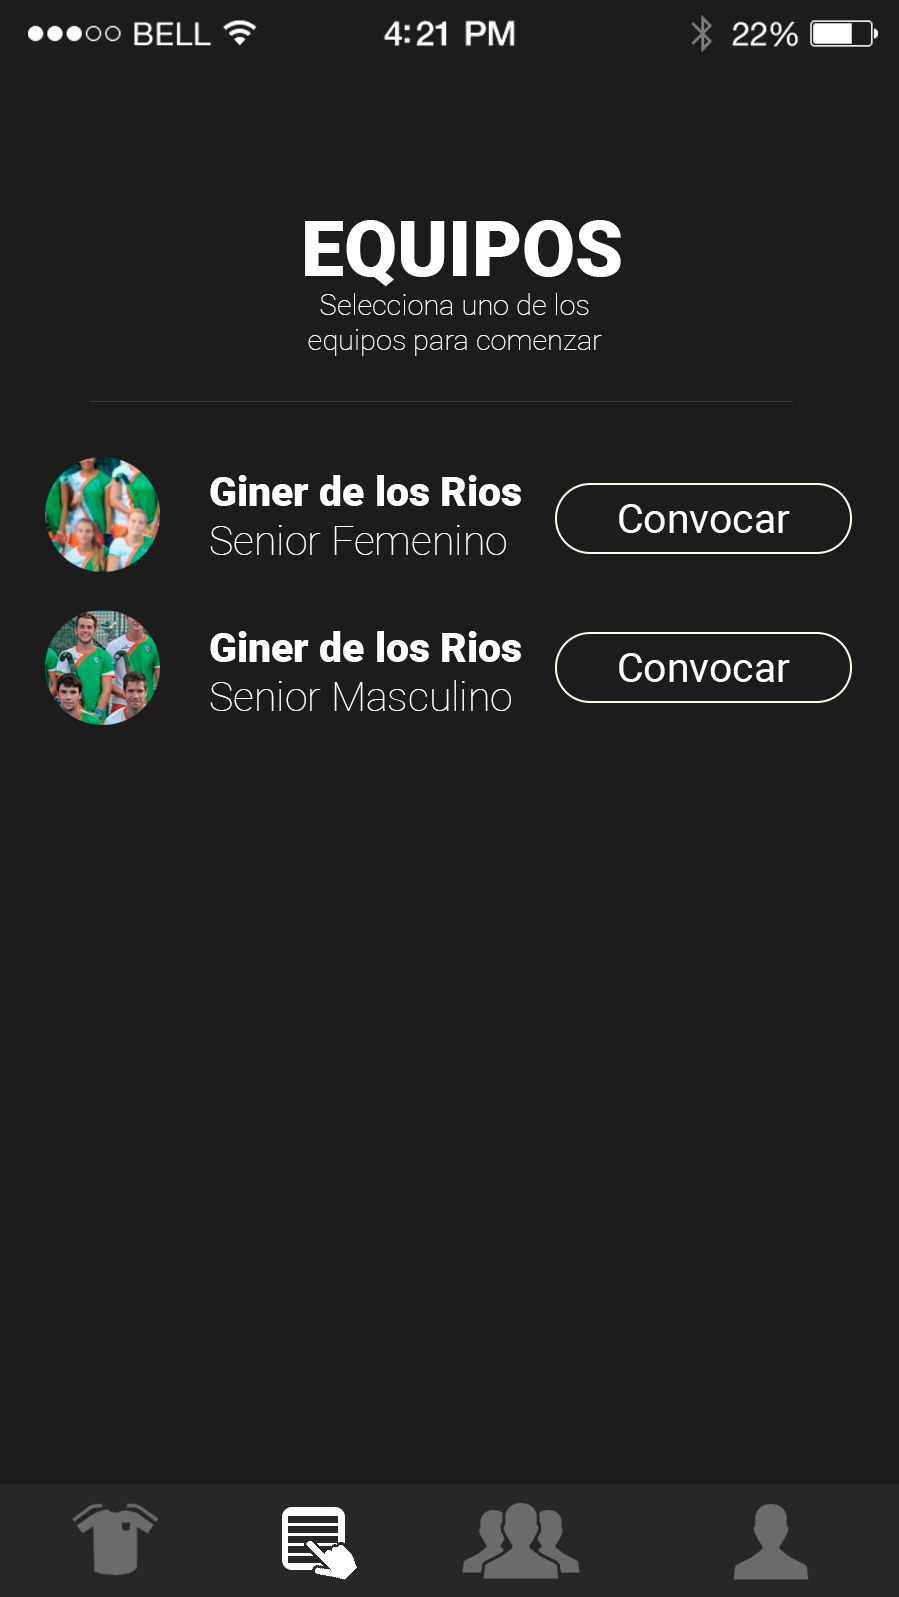 BELL 4:21 PM 22%
EQUIPOS
Selecciona uno de los
equipos para comenzar
Giner de los Rios
Senior Femenino
Convocar
Giner de los Rios
Senior Masculino
Convocar